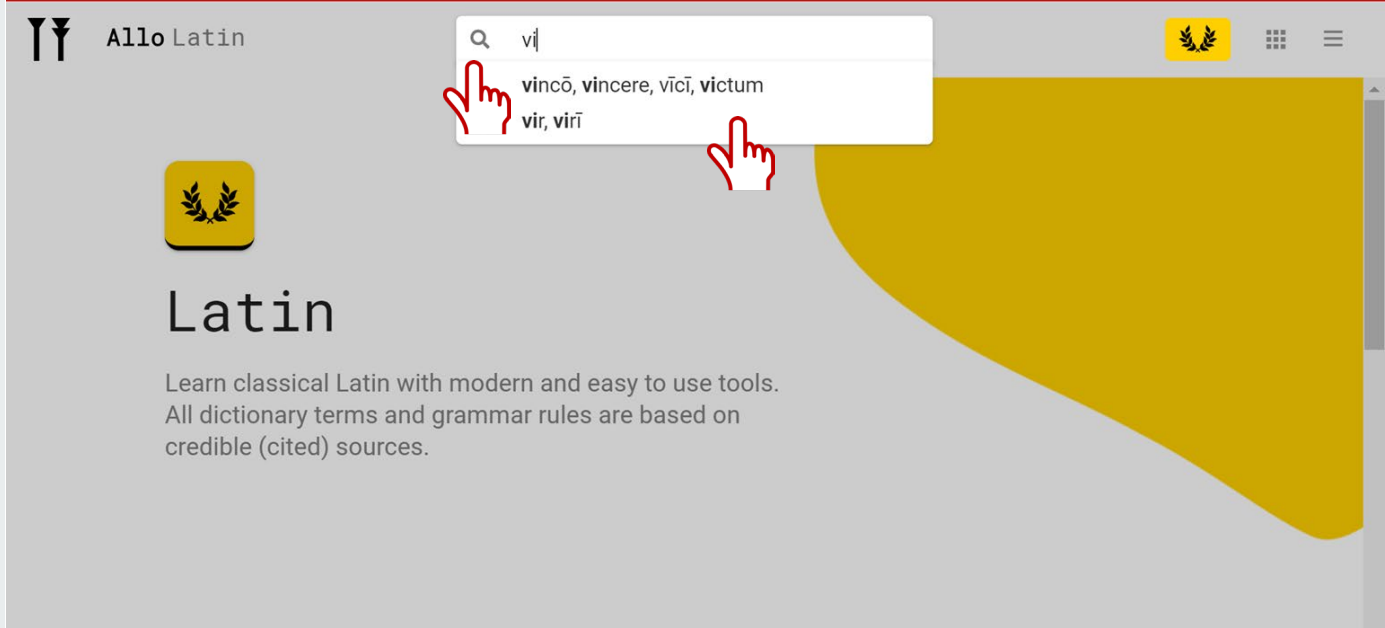 Allo Latin
vi
vincō, vincere, vīcī, victum
vir, virī
Latin
Learn classical Latin with modern and easy to use tools.
All dictionary terms and grammar rules are based on
credible (cited) sources.